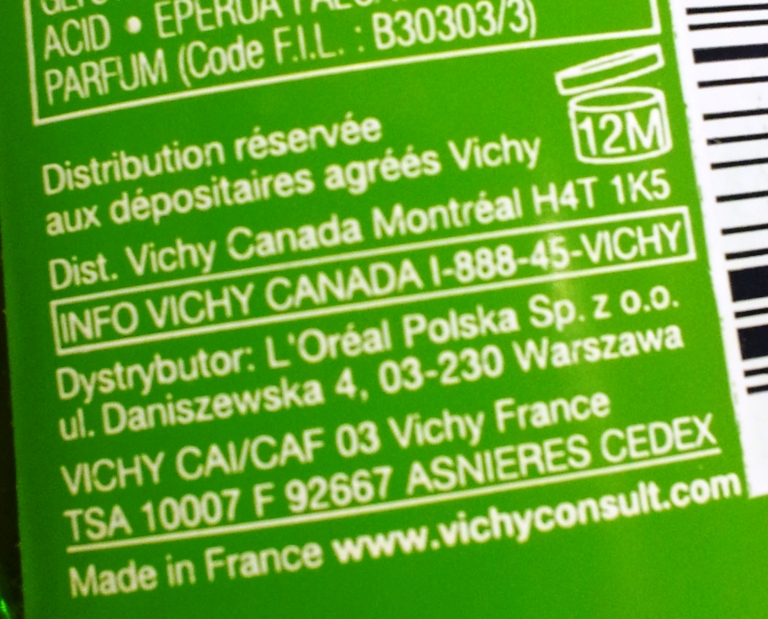 ACID • EPERUA
PARFUM (Code F.I.L. : B30303/3)
12M
Distribution réservée
aux dépositaires agréés Vichy
Dist. Vichy Canada Montréal H4T 1K5
INFO VICHY CANADA I-888-45-VICHY
Dystrybutor: L'Oréal Polska Sp. z o.o.
ul. Daniszewska 4, 03-230 Warszawa
VICHY CAI/CAF 03 Vichy France
TSA 10007 F 92667 ASNIERES CEDEX
Made in France www.vichyconsult.com